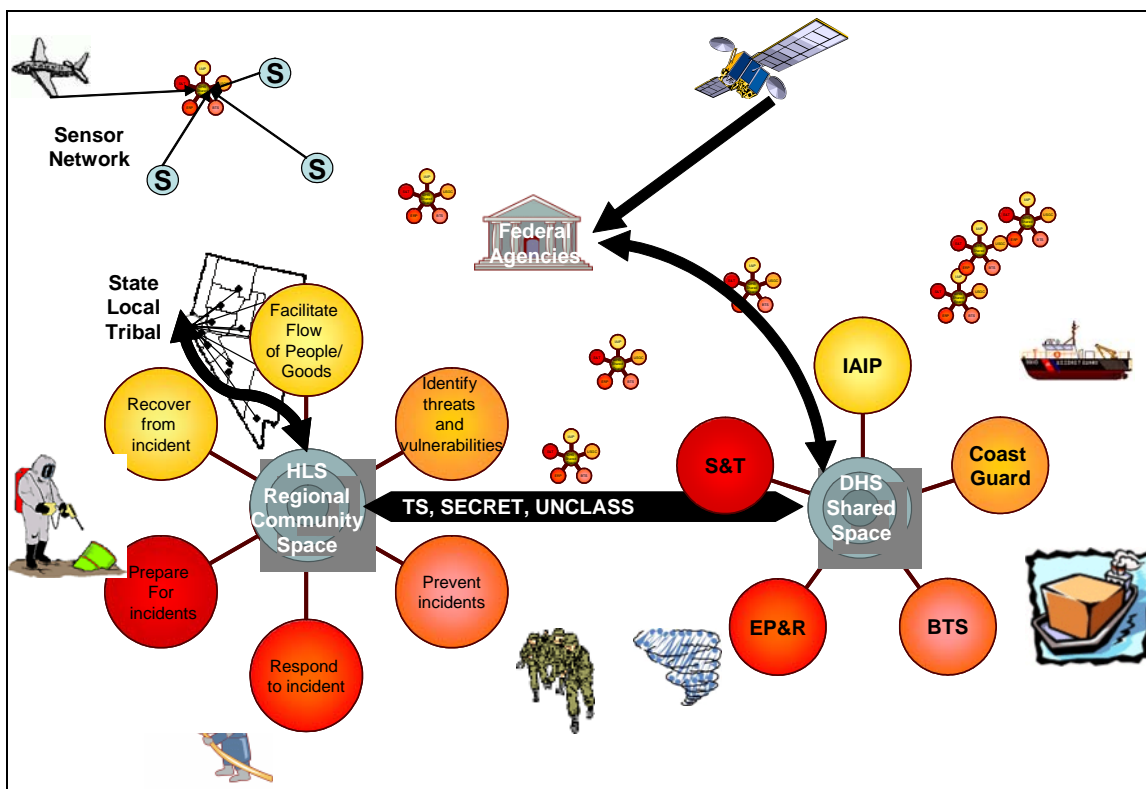 S
Sensor
Network
S
S
Federal
Agencies
State
Local
Tribal
Facilitate
Flow
of People/
Goods
Recover
from
incident
Identify
threats
and
vulnerabilities
IAIP
S&T
Coast
Guard
HLS
Regional
Community
Space
TS, SECRET, UNCLASS
DHS
Shared
Space
Prepare
For
incidents
Prevent
incidents
Respond
to incident
EP&R
BTS